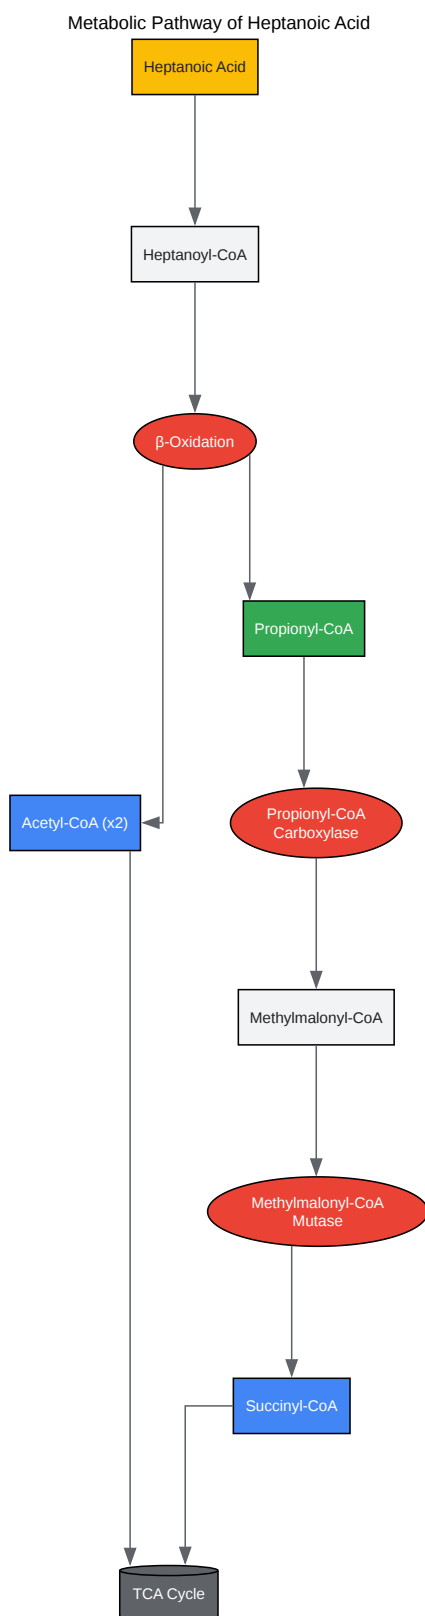 Metabolic Pathway of Heptanoic Acid
Heptanoic Acid
Heptanoyl-CoA
β-Oxidation
Propionyl-CoA
Acetyl-CoA (x2)
Propionyl-CoA
Carboxylase
Methylmalonyl-CoA
Methylmalonyl-CoA
Mutase
Succinyl-CoA
TCA Cycle